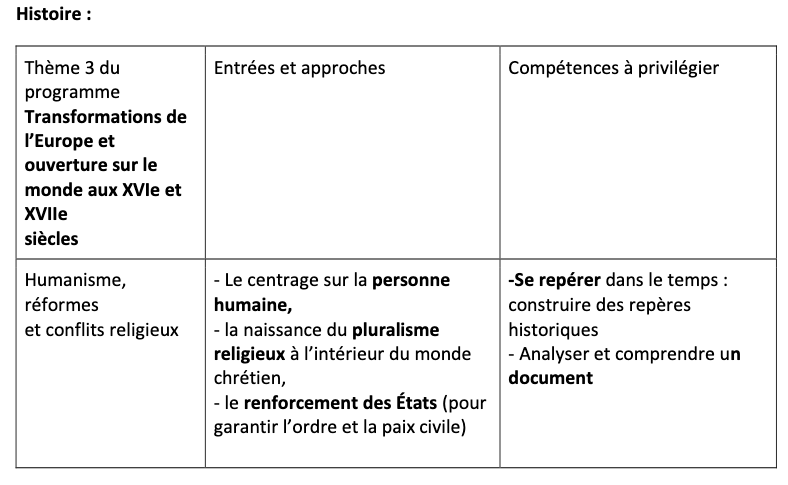 Histoire :
Thème 3 du
programme
Transformations de
l’Europe et
ouverture sur le
monde aux XVIe et
XVIIe
siècles
Entrées et approches
Compétences à privilégier
Humanisme,
réformes
et conflits religieux
- Le centrage sur la personne
humaine,
- la naissance du pluralisme
religieux à l’intérieur du monde
chrétien,
- le renforcement des États (pour
garantir l’ordre et la paix civile)
-Se repérer dans le temps :
construire des repères
historiques
- Analyser et comprendre un
document